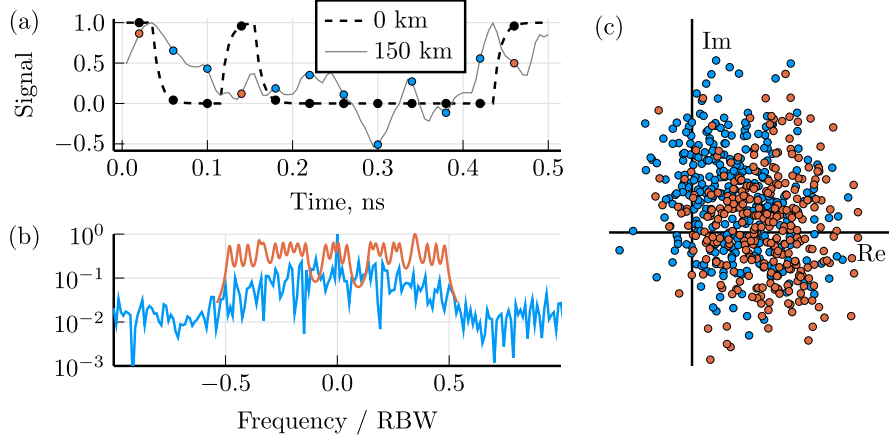 (a)
Signal
1.0
0.5
0.0
−0.5
0 km
150 km
0.0 0.1 0.2 0.3 0.4 0.5
Time, ns
(b)
10⁰
10⁻¹
10⁻²
10⁻³
−0.5 0.0 0.5
Frequency / RBW
(c)
Im
Re